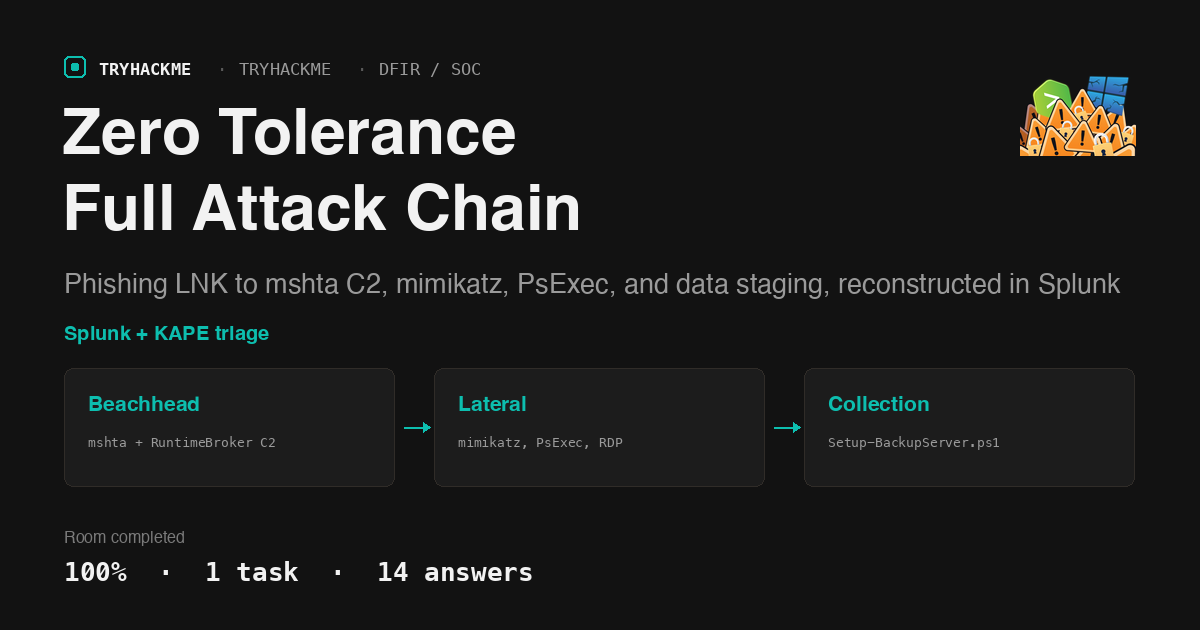 TRYHACKME · TRYHACKME · DFIR / SOC
Zero Tolerance
Full Attack Chain
Phishing LNK to mshta C2, mimikatz, PsExec, and data staging, reconstructed in Splunk
Splunk + KAPE triage
Beachhead
mshta + RuntimeBroker C2
Lateral
mimikatz, PsExec, RDP
Collection
Setup-BackupServer.ps1
Room completed
100% · 1 task · 14 answers